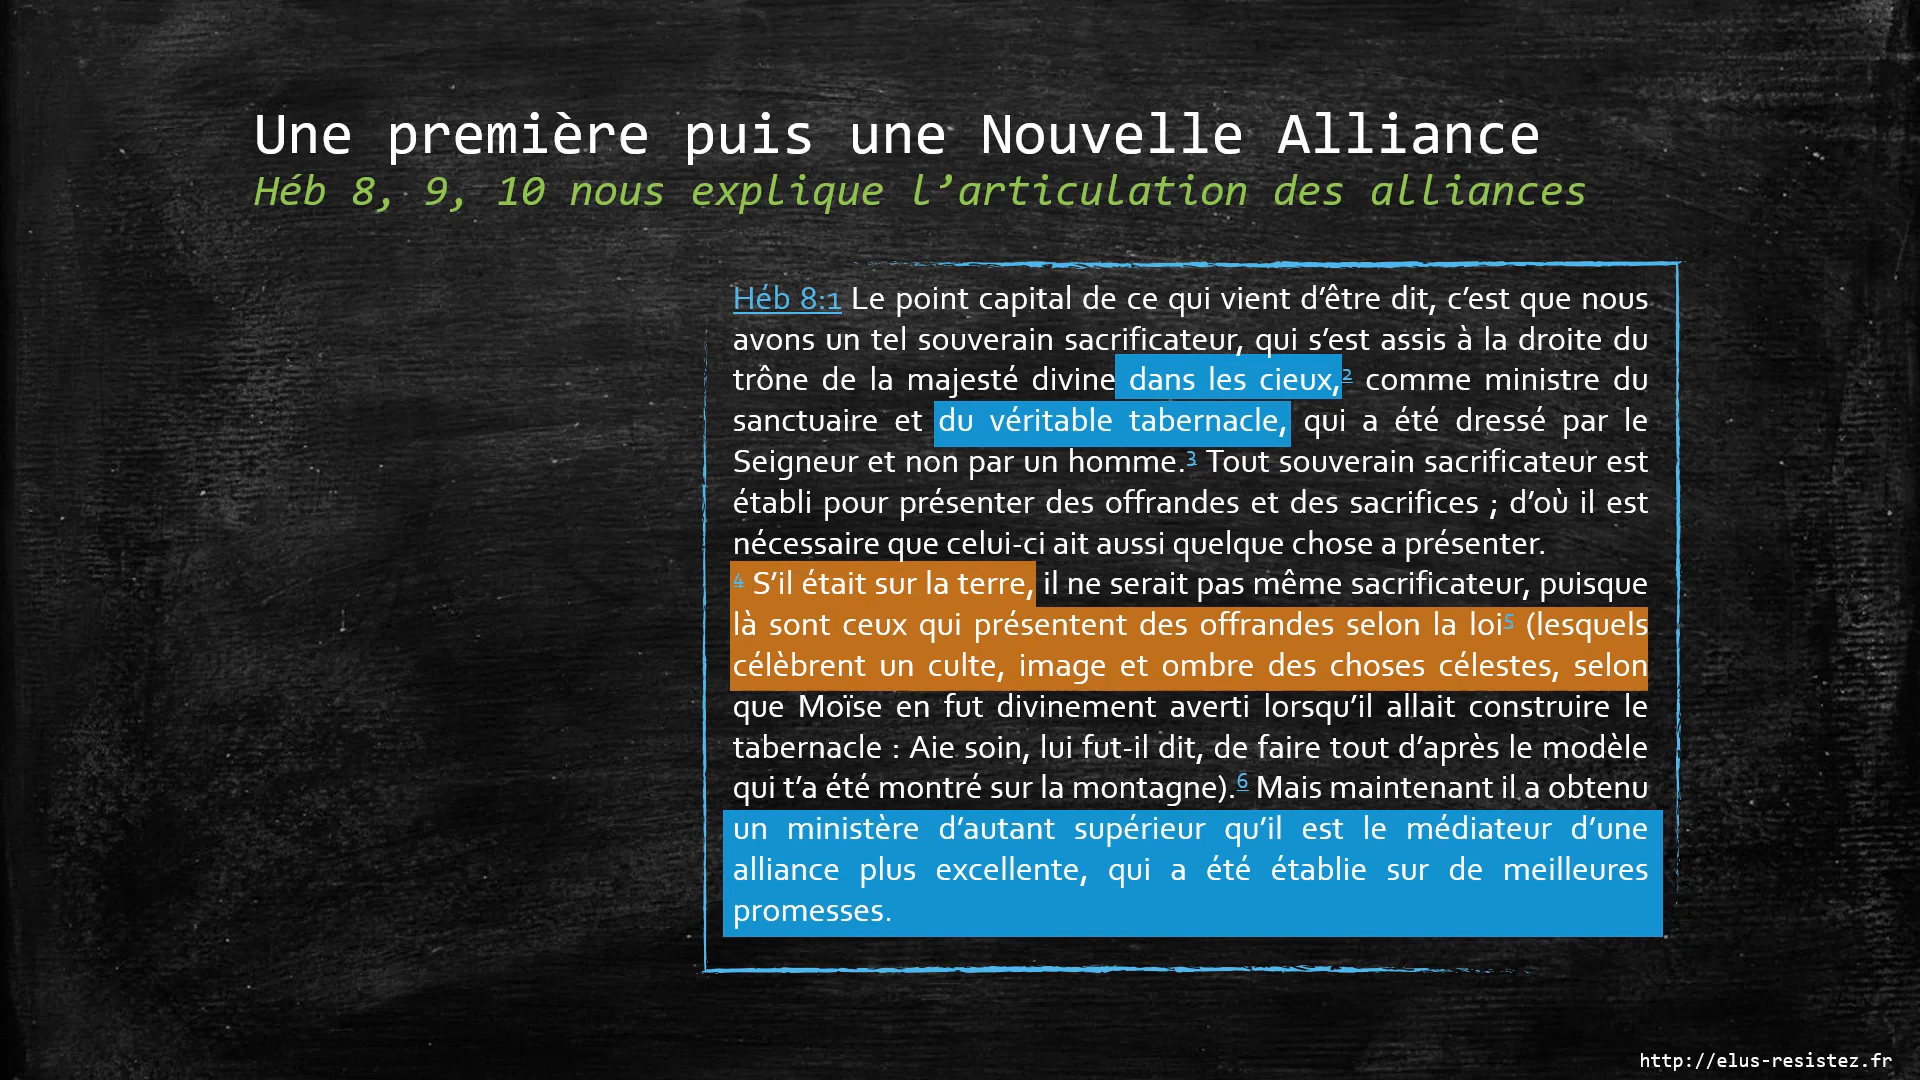 Une première puis une Nouvelle Alliance
Héb 8, 9, 10 nous explique l’articulation des alliances
Héb 8:1 Le point capital de ce qui vient d’être dit, c’est que nous
avons un tel souverain sacrificateur, qui s’est assis à la droite du
trône de la majesté divine dans les cieux,2 comme ministre du
sanctuaire et du véritable tabernacle, qui a été dressé par le
Seigneur et non par un homme.3 Tout souverain sacrificateur est
établi pour présenter des offrandes et des sacrifices ; d’où il est
nécessaire que celui-ci ait aussi quelque chose a présenter.
4 S’il était sur la terre, il ne serait pas même sacrificateur, puisque
là sont ceux qui présentent des offrandes selon la loi5 (lesquels
célèbrent un culte, image et ombre des choses célestes, selon
que Moïse en fut divinement averti lorsqu’il allait construire le
tabernacle : Aie soin, lui fut-il dit, de faire tout d’après le modèle
qui t’a été montré sur la montagne).6 Mais maintenant il a obtenu
un ministère d’autant supérieur qu’il est le médiateur d’une
alliance plus excellente, qui a été établie sur de meilleures
promesses.
http://elus-resistez.fr